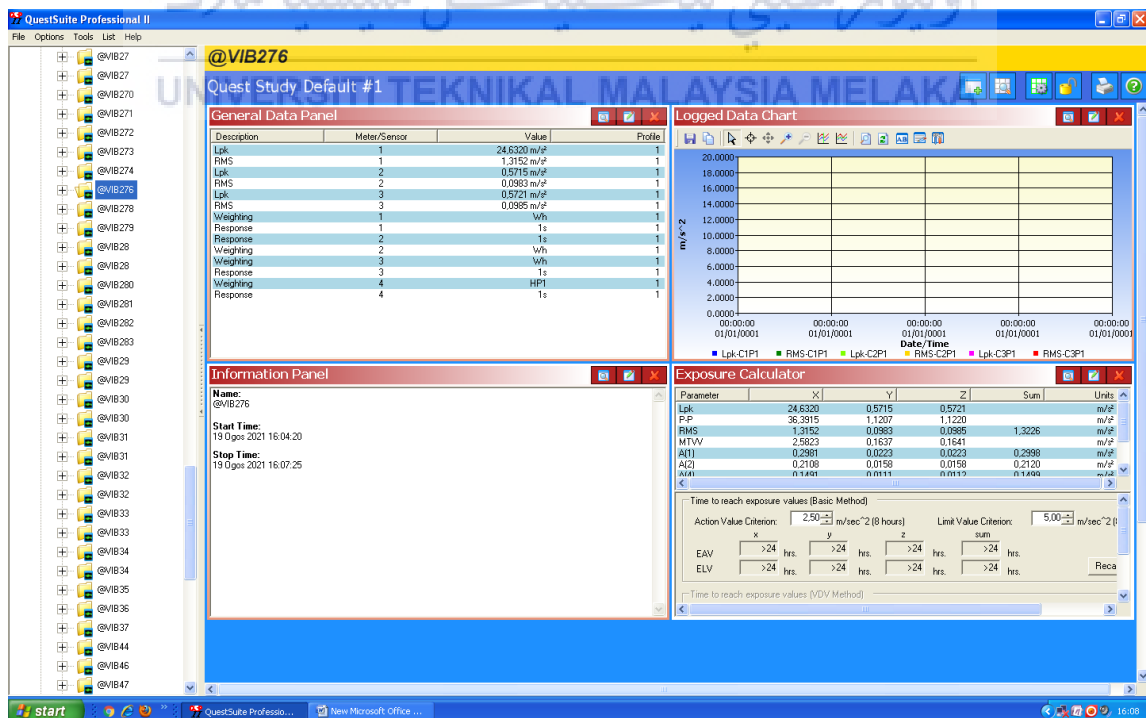 QuestSuite Professional II
File Options Tools List Help
@VIB27
@VIB27
@VIB270
@VIB271
@VIB272
@VIB273
@VIB274
@VIB276
@VIB278
@VIB279
@VIB28
@VIB28
@VIB280
@VIB281
@VIB282
@VIB283
@VIB29
@VIB29
@VIB30
@VIB30
@VIB31
@VIB31
@VIB32
@VIB32
@VIB33
@VIB33
@VIB34
@VIB34
@VIB35
@VIB36
@VIB37
@VIB44
@VIB46
@VIB47
@VIB276
UNIVERSITI TEKNIKAL MALAYSIA MELAKA
Quest Study Default #1
General Data Panel
Description Meter/Sensor Value Profile
Lpk 1 24,6320 m/s² 1
RMS 1 1,3152 m/s² 1
Lpk 2 0,5715 m/s² 1
RMS 2 0,0983 m/s² 1
Lpk 3 0,5721 m/s² 1
RMS 3 0,0985 m/s² 1
Weighting 1 Wh 1
Response 1 1s 1
Response 2 1s 1
Weighting 2 Wh 1
Weighting 3 Wh 1
Response 3 1s 1
Weighting 4 HP1 1
Response 4 1s 1
Logged Data Chart
20.0000
18.0000
16.0000
14.0000
12.0000
10.0000
8.0000
6.0000
4.0000
2.0000
0.0000
m/s^2
00:00:00 00:00:00 00:00:00 00:00:00 00:00:00
01/01/0001 01/01/0001 01/01/0001 01/01/0001 01/01/0001
Date/Time
Lpk-C1P1 RMS-C1P1 Lpk-C2P1 RMS-C2P1 Lpk-C3P1 RMS-C3P1
Information Panel
Name:
@VIB276
Start Time:
19 Ogos 2021 16:04:20
Stop Time:
19 Ogos 2021 16:07:25
Exposure Calculator
Parameter X Y Z Sum Units
Lpk 24,6320 0,5715 0,5721 m/s²
P-P 36,3915 1,1207 1,1220 m/s²
RMS 1,3152 0,0983 0,0985 1,3226 m/s²
MTVV 2,5823 0,1637 0,1641 m/s²
A(1) 0,2981 0,0223 0,0223 0,2998 m/s²
A(2) 0,2108 0,0158 0,0158 0,2120 m/s²
A(4) 0,1491 0,0111 0,0112 0,1499 m/s²
Time to reach exposure values (Basic Method)
Action Value Criterion: 2,50 m/sec^2 (8 hours) Limit Value Criterion: 5,00 m/sec^2 (
x y z sum
EAV >24 hrs. >24 hrs. >24 hrs. >24 hrs.
ELV >24 hrs. >24 hrs. >24 hrs. >24 hrs. Reca
Time to reach exposure values (VDV Method)
start QuestSuite Professio... New Microsoft Office ... 16:08